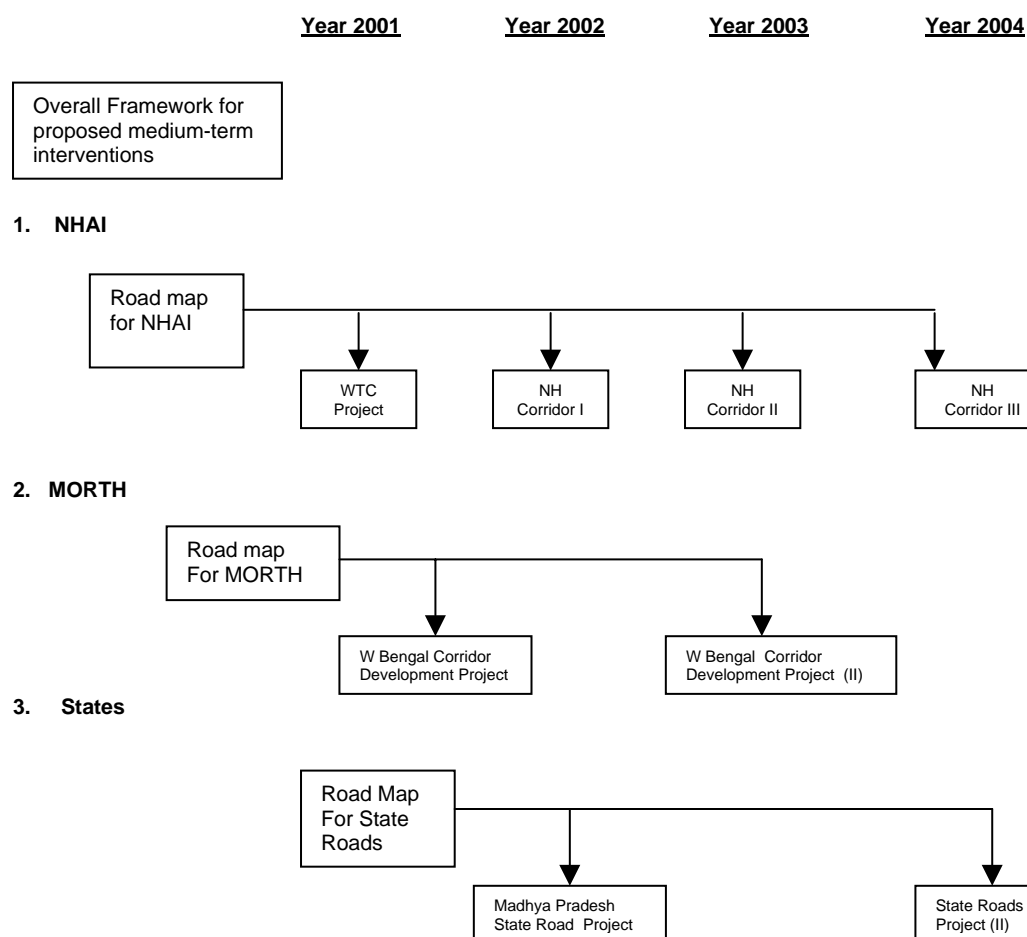 Year 2001 Year 2002 Year 2003 Year 2004
Overall Framework for
proposed medium-term
interventions
1. NHAI
Road map
for NHAI
WTC
Project
NH
Corridor I
NH
Corridor II
NH
Corridor III
2. MORTH
Road map
For MORTH
W Bengal Corridor
Development Project
W Bengal Corridor
Development Project (II)
3. States
Road Map
For State
Roads
Madhya Pradesh
State Road Project
State Roads
Project (II)